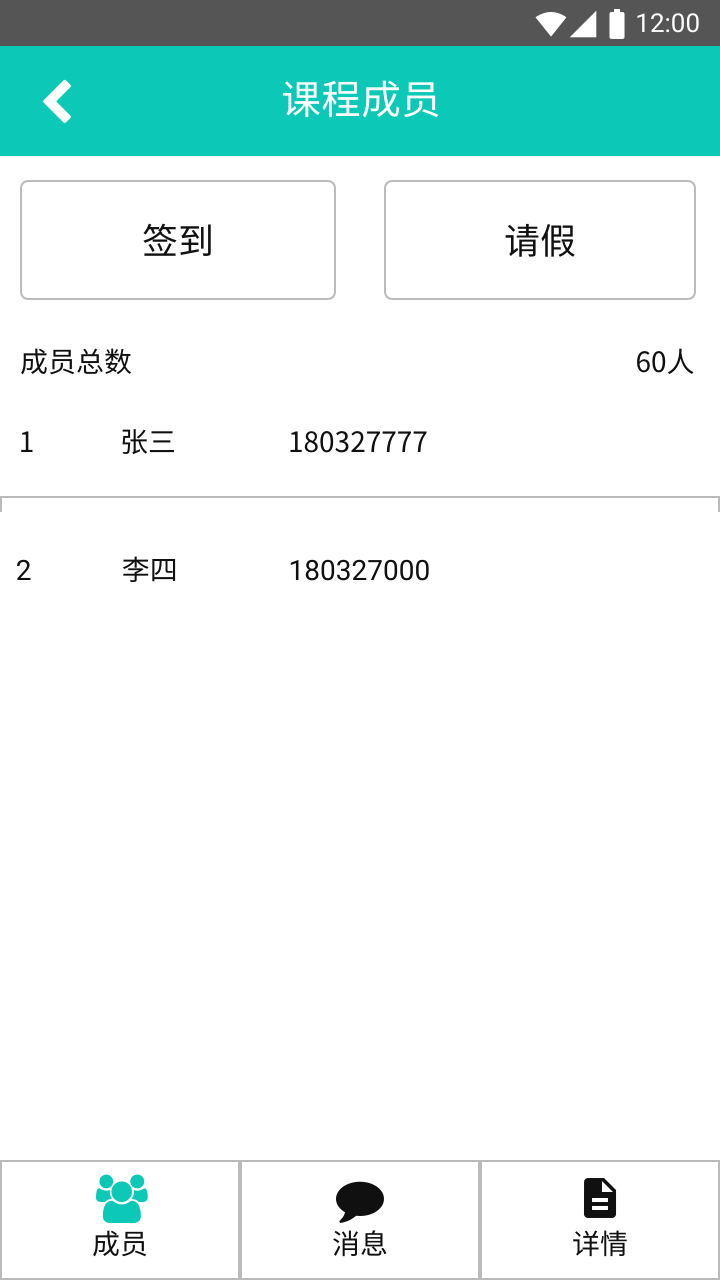 12:00
课程成员
签到 请假
成员总数 60人
1 张三 180327777
2 李四 180327000
成员 消息 详情